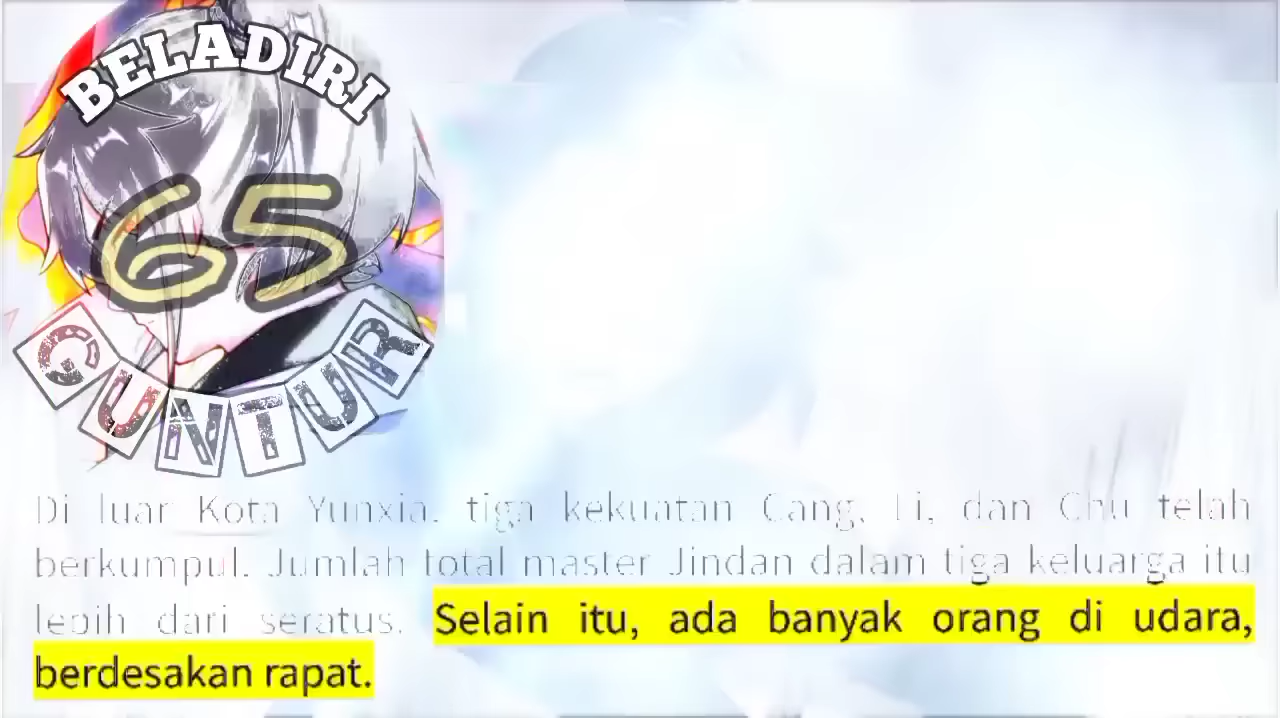 BELADIRI
65
GUNTUR
Di luar Kota Yunxia, tiga kekuatan Cang, Li, dan Chu telah
berkumpul. Jumlah total master Jindan dalam tiga keluarga itu
lebih dari seratus. Selain itu, ada banyak orang di udara,
berdesakan rapat.